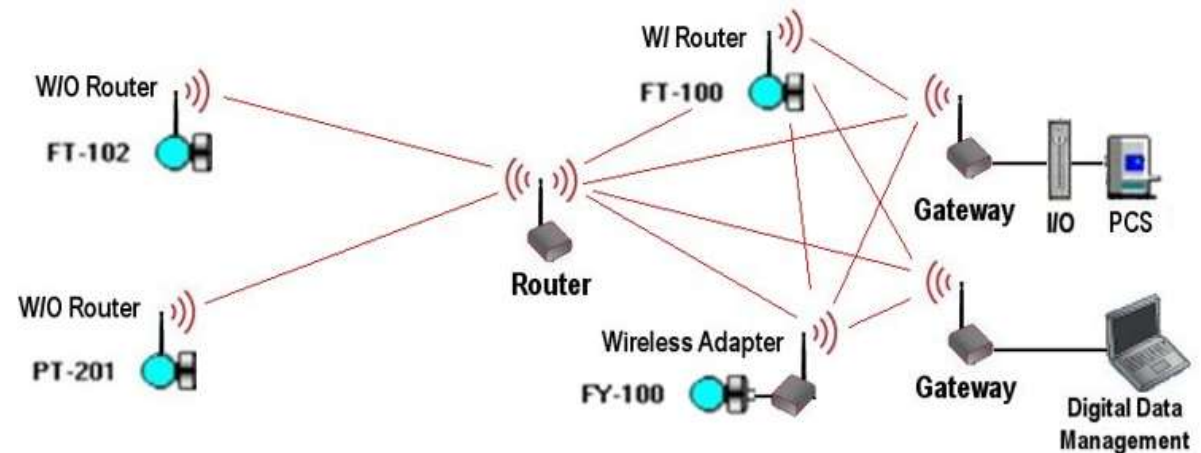 W/O Router
FT-102
W/O Router
PT-201
Router
W/ Router
FT-100
Wireless Adapter
FY-100
Gateway
I/O
PCS
Gateway
Digital Data
Management